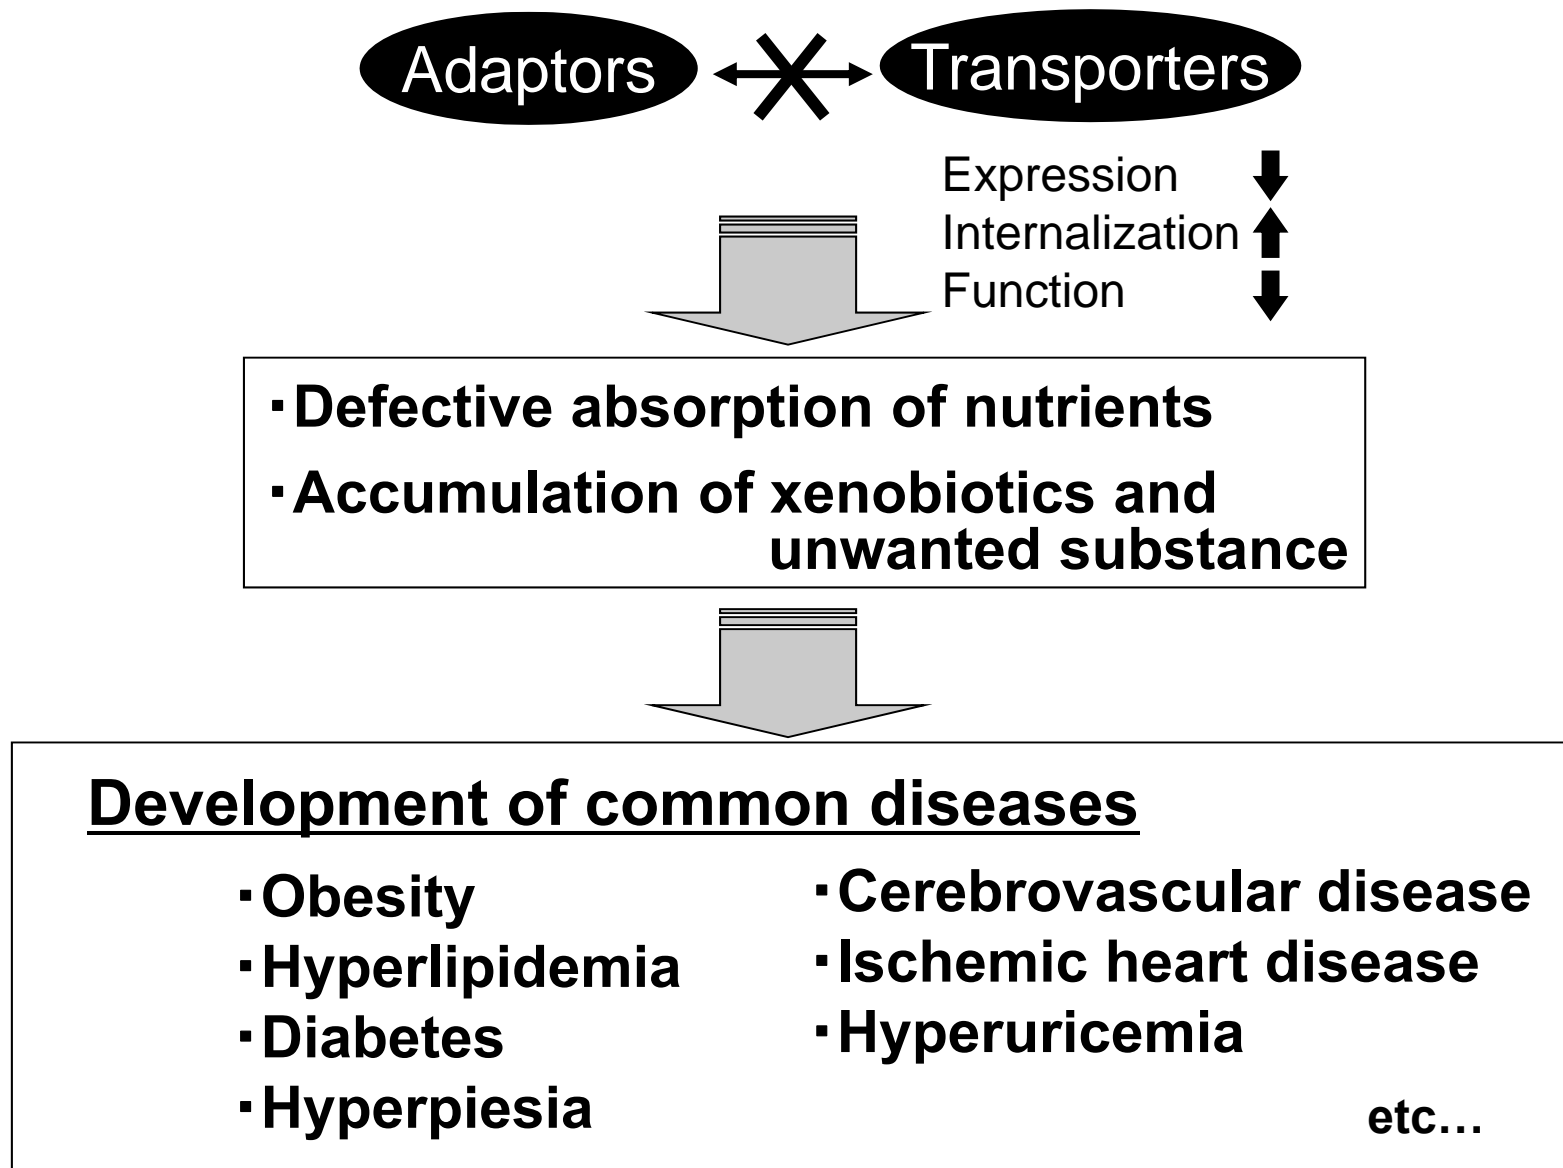 Adaptors
Transporters
Expression
Internalization
Function
・Defective absorption of nutrients
・Accumulation of xenobiotics and
unwanted substance
Development of common diseases
・Obesity
・Hyperlipidemia
・Diabetes
・Hyperpiesia
・Cerebrovascular disease
・Ischemic heart disease
・Hyperuricemia
etc…